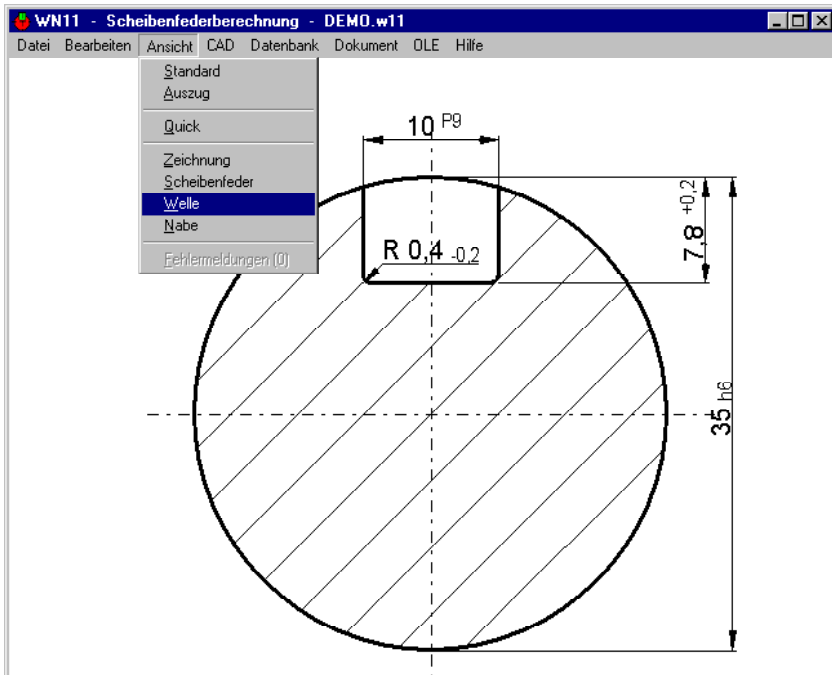 WN11 - Scheibenfederberechnung - DEMO.w11
Datei Bearbeiten Ansicht CAD Datenbank Dokument OLE Hilfe
Standard
Auszug
Quick
Zeichnung
Scheibenfeder
Welle
Nabe
Fehlermeldungen (0)
10 P9
R 0,4 -0,2
7,8 +0,2
35 h6